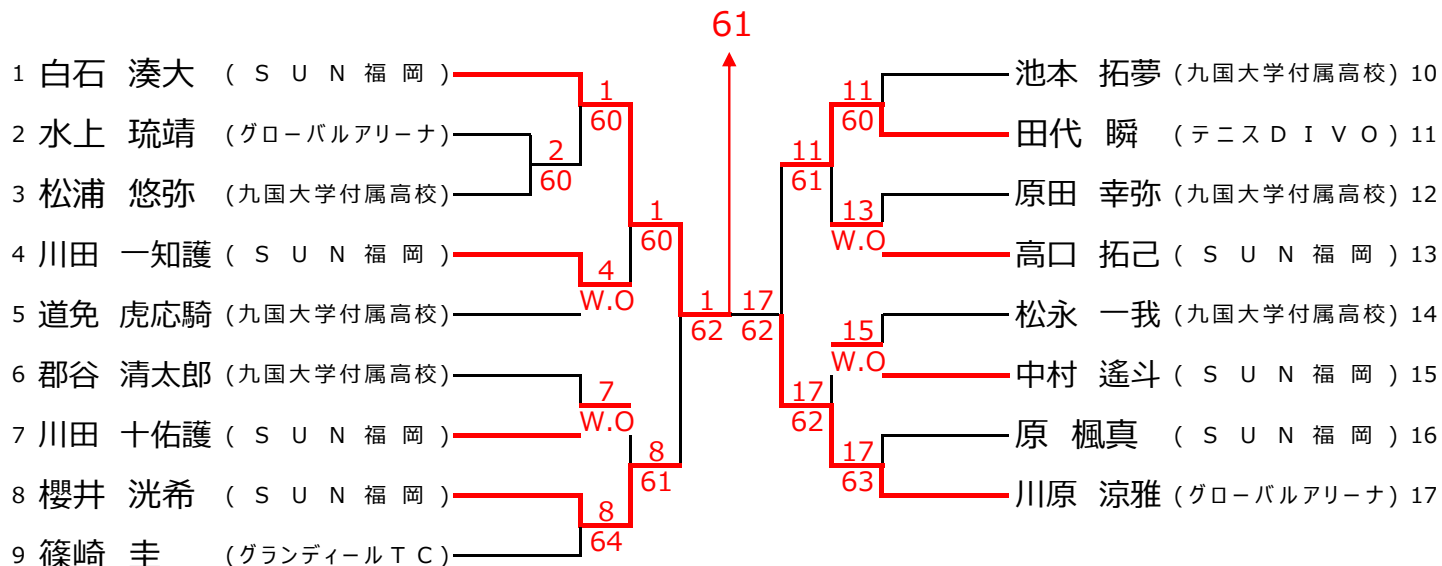 61
1 白石 湊大 (ＳＵＮ福岡)
2 水上 琉靖 (グローバルアリーナ)
3 松浦 悠弥 (九国大学付属高校)
4 川田 一知護 (ＳＵＮ福岡)
5 道免 虎応騎 (九国大学付属高校)
6 郡谷 清太郎 (九国大学付属高校)
7 川田 十佑護 (ＳＵＮ福岡)
8 櫻井 洸希 (ＳＵＮ福岡)
9 篠崎 圭 (グランディールＴＣ)
1
60
2
60
4
W.O
7
W.O
8
64
1
60
8
61
1
62
17
62
11
61
17
62
11
60
13
W.O
15
W.O
17
63
池本 拓夢 (九国大学付属高校) 10
田代 瞬 (テニスＤＩＶＯ) 11
原田 幸弥 (九国大学付属高校) 12
高口 拓己 (ＳＵＮ福岡) 13
松永 一我 (九国大学付属高校) 14
中村 遙斗 (ＳＵＮ福岡) 15
原 楓真 (ＳＵＮ福岡) 16
川原 涼雅 (グローバルアリーナ) 17